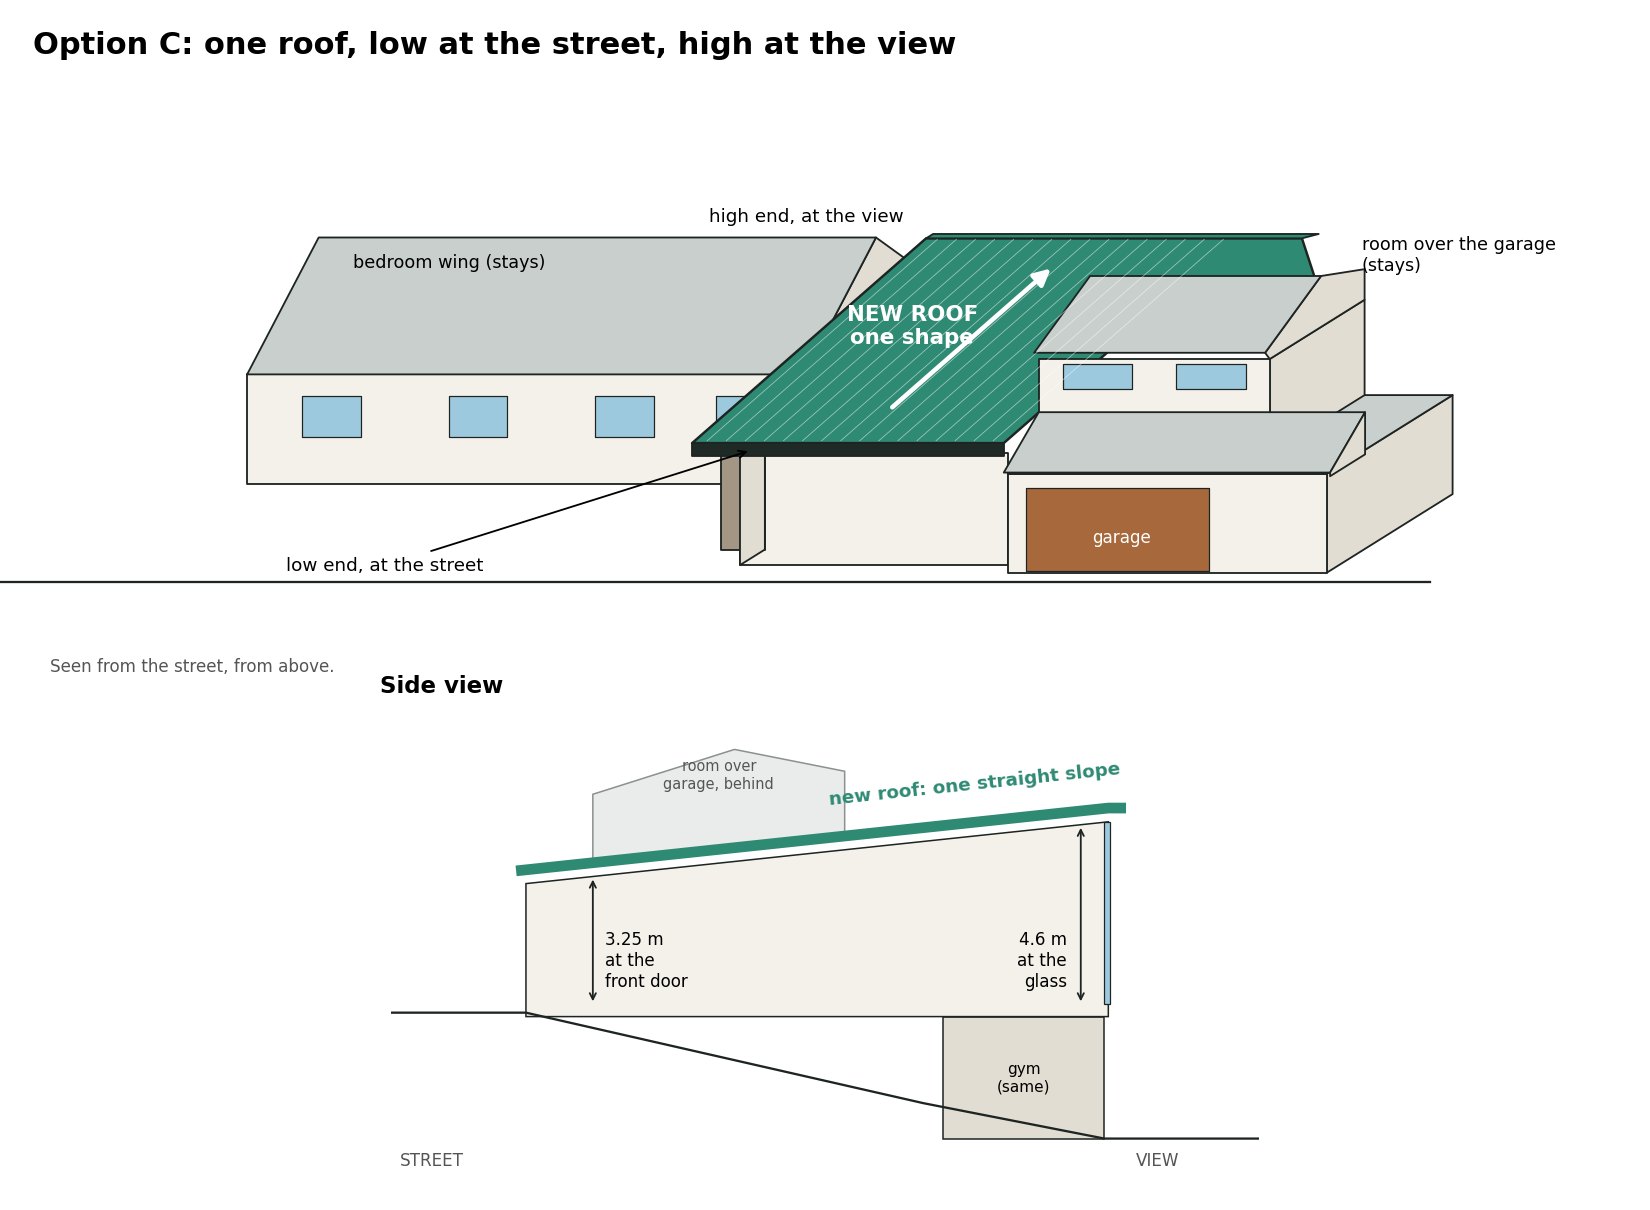 Option C: one roof, low at the street, high at the view
high end, at the view
bedroom wing (stays)
room over the garage
(stays)
NEW ROOF
one shape
garage
low end, at the street
Seen from the street, from above.
Side view
room over
garage, behind
new roof: one straight slope
3.25 m
at the
front door
4.6 m
at the
glass
gym
(same)
STREET
VIEW